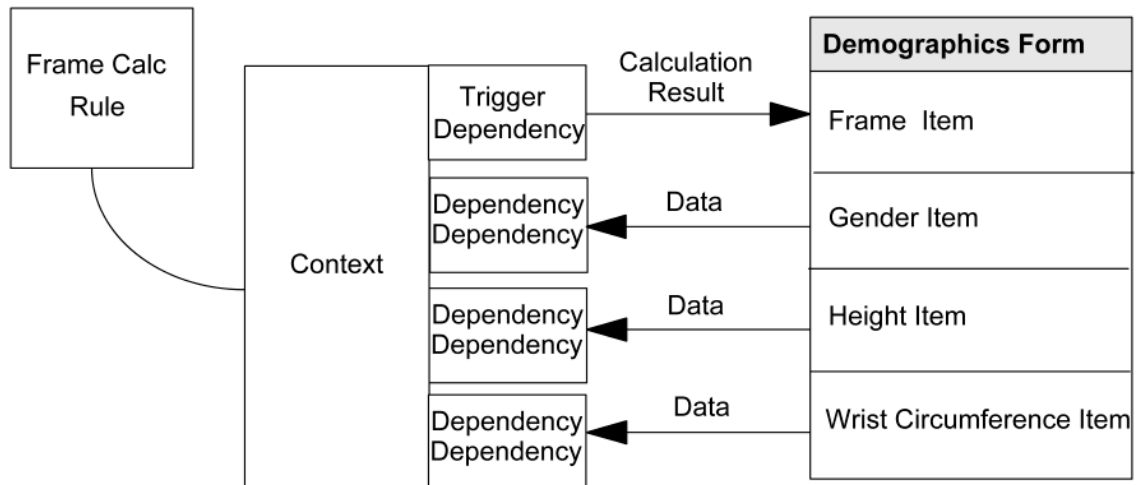 Frame Calc
Rule
Context
Trigger
Dependency
Dependency
Dependency
Dependency
Dependency
Dependency
Dependency
Calculation
Result
Data
Data
Data
Demographics Form
Frame Item
Gender Item
Height Item
Wrist Circumference Item